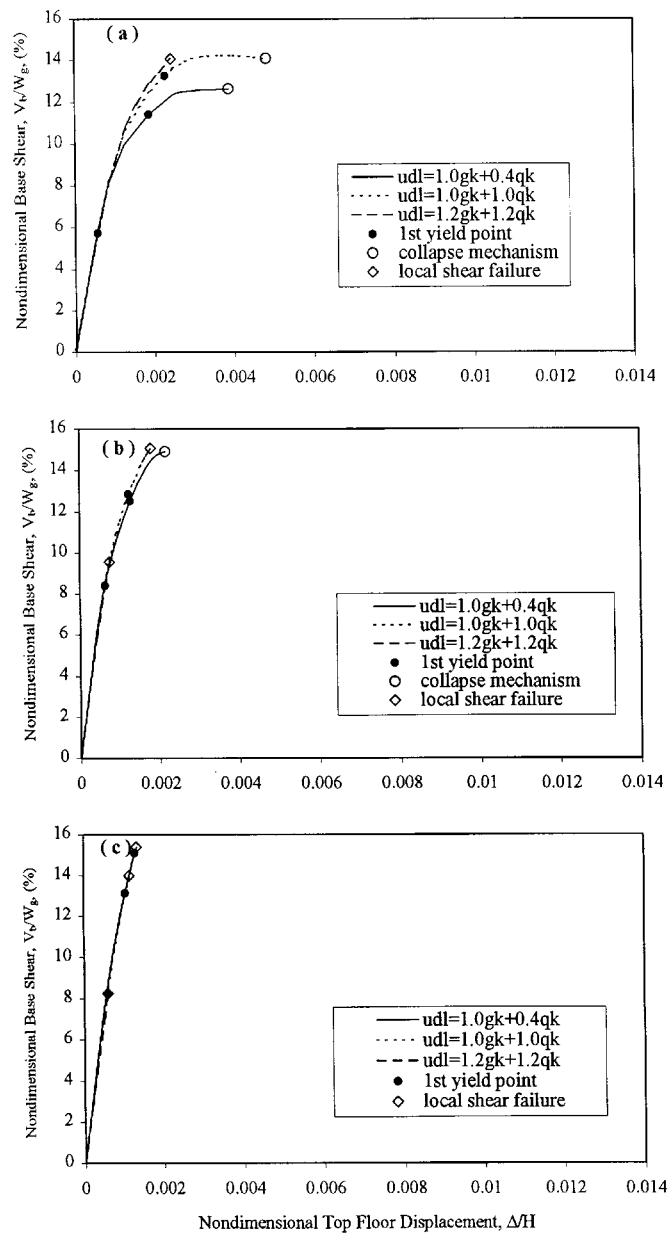 ( a )
Nondimensional Base Shear, Vb/Wg, (%)
16
14
12
10
8
6
4
2
0
udl=1.0gk+0.4qk
udl=1.0gk+1.0qk
udl=1.2gk+1.2qk
1st yield point
collapse mechanism
local shear failure
0 0.002 0.004 0.006 0.008 0.01 0.012 0.014
( b )
Nondimensional Base Shear, Vb/Wg, (%)
16
14
12
10
8
6
4
2
0
udl=1.0gk+0.4qk
udl=1.0gk+1.0qk
udl=1.2gk+1.2qk
1st yield point
collapse mechanism
local shear failure
0 0.002 0.004 0.006 0.008 0.01 0.012 0.014
( c )
Nondimensional Base Shear, Vb/Wg, (%)
16
14
12
10
8
6
4
2
0
udl=1.0gk+0.4qk
udl=1.0gk+1.0qk
udl=1.2gk+1.2qk
1st yield point
local shear failure
0 0.002 0.004 0.006 0.008 0.01 0.012 0.014
Nondimensional Top Floor Displacement, Δ/H